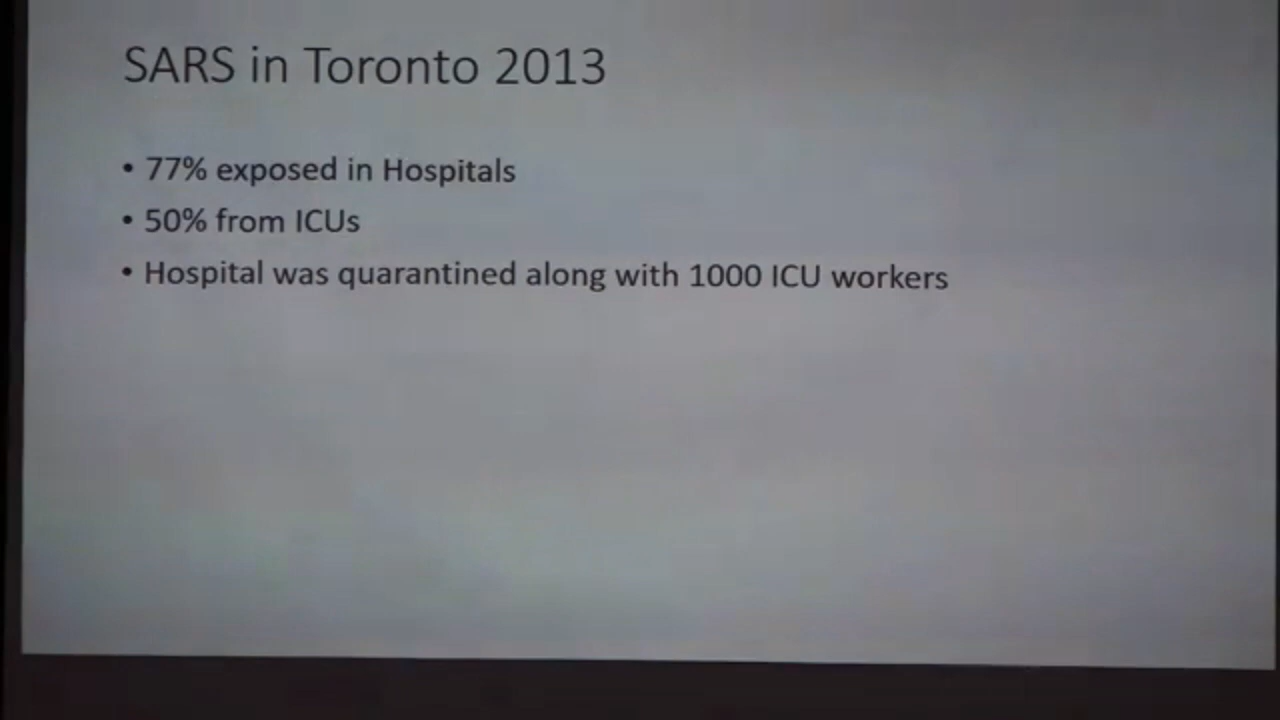 SARS in Toronto 2013
• 77% exposed in Hospitals
• 50% from ICUs
• Hospital was quarantined along with 1000 ICU workers